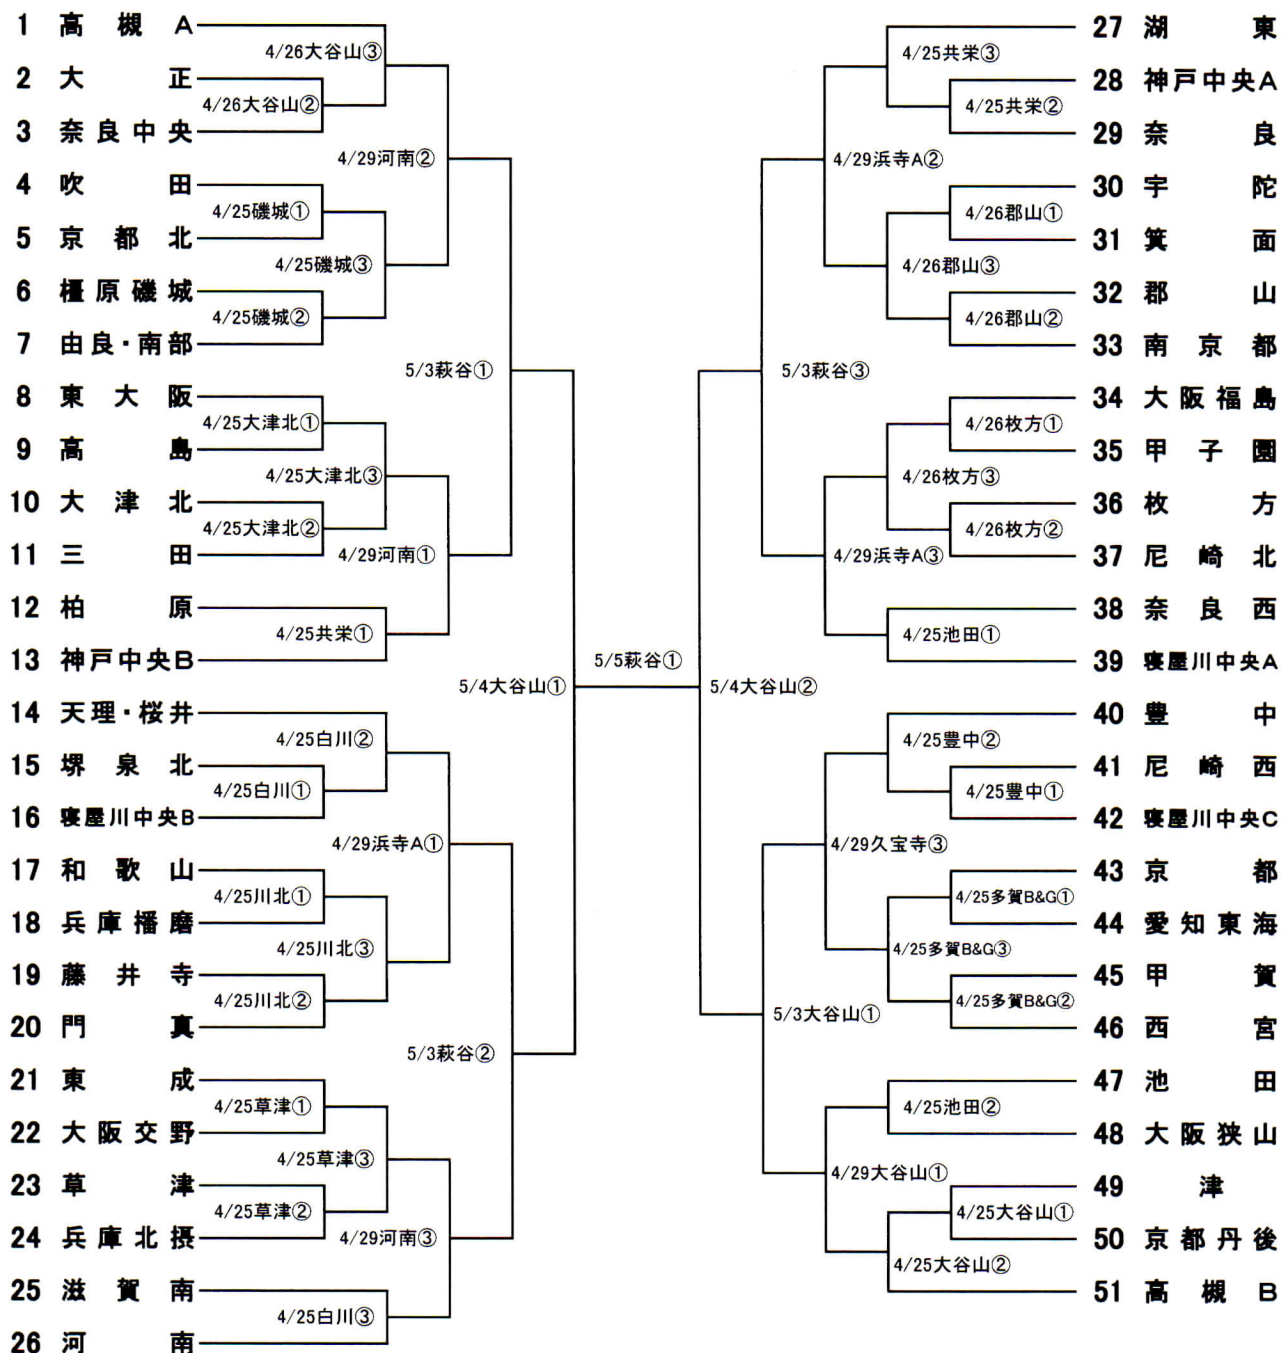 1 高槻A
2 大正
3 奈良中央
4 吹田
5 京都北
6 橿原磯城
7 由良・南部
8 東大阪
9 高島
10 大津北
11 三田
12 柏原
13 神戸中央B
14 天理・桜井
15 堺泉北
16 寝屋川中央B
17 和歌山
18 兵庫播磨
19 藤井寺
20 門真
21 東成
22 大阪交野
23 草津
24 兵庫北摂
25 滋賀南
26 河南
4/26大谷山③
4/26大谷山②
4/25磯城①
4/25磯城③
4/25磯城②
4/25大津北①
4/25大津北③
4/25大津北②
4/25共栄①
4/25白川②
4/25白川①
4/25川北①
4/25川北③
4/25川北②
4/25草津①
4/25草津③
4/25草津②
4/25白川③
4/29河南②
4/29河南①
4/29浜寺A①
4/29河南③
5/3萩谷①
5/3萩谷②
5/4大谷山①
5/5萩谷①
5/4大谷山②
5/3萩谷③
5/3大谷山①
4/29浜寺A②
4/29浜寺A③
4/29久宝寺③
4/29大谷山①
4/25共栄③
4/25共栄②
4/26郡山①
4/26郡山③
4/26郡山②
4/26枚方①
4/26枚方③
4/26枚方②
4/25池田①
4/25豊中②
4/25豊中①
4/25多賀B&G①
4/25多賀B&G③
4/25多賀B&G②
4/25池田②
4/25大谷山①
4/25大谷山②
27 湖東
28 神戸中央A
29 奈良
30 宇陀
31 箕面
32 郡山
33 南京都
34 大阪福島
35 甲子園
36 枚方
37 尼崎北
38 奈良西
39 寝屋川中央A
40 豊中
41 尼崎西
42 寝屋川中央C
43 京都
44 愛知東海
45 甲賀
46 西宮
47 池田
48 大阪狭山
49 津
50 京都丹後
51 高槻B